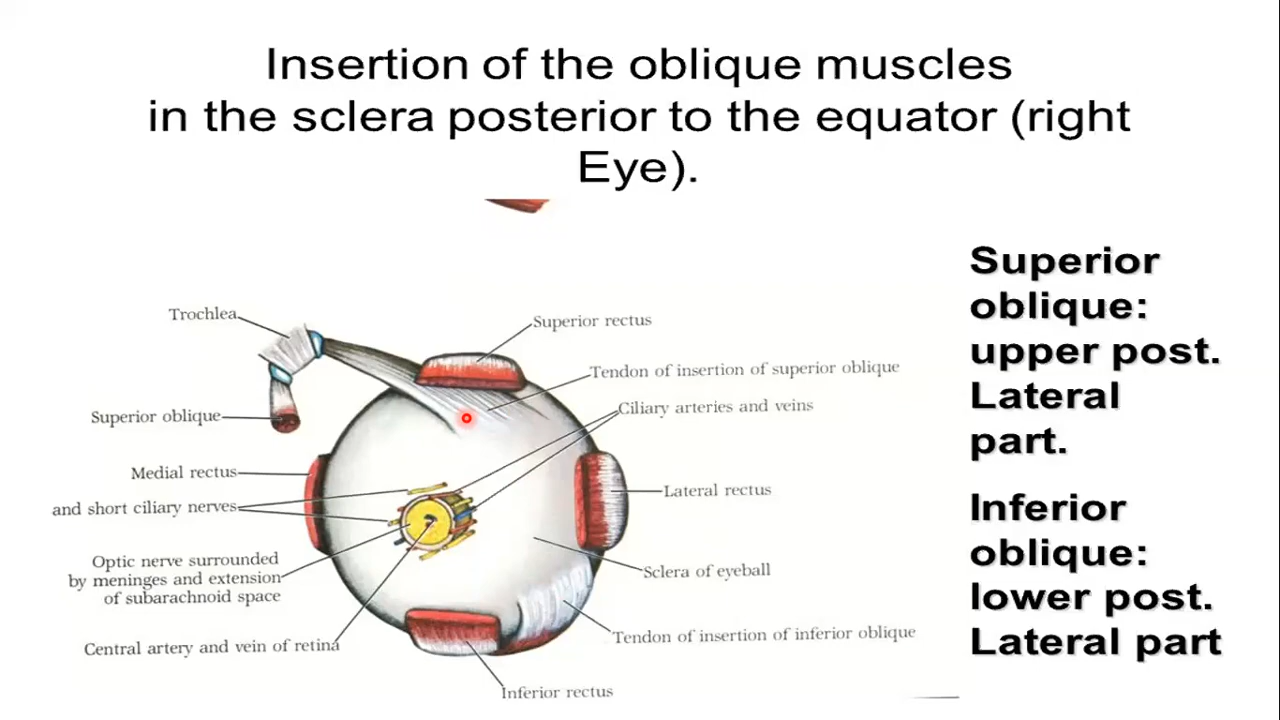 Insertion of the oblique muscles
in the sclera posterior to the equator (right
Eye).
Trochlea
Superior oblique
Medial rectus
and short ciliary nerves
Optic nerve surrounded
by meninges and extension
of subarachnoid space
Central artery and vein of retina
Superior rectus
Tendon of insertion of superior oblique
Ciliary arteries and veins
Lateral rectus
Sclera of eyeball
Tendon of insertion of inferior oblique
Inferior rectus
Superior
oblique:
upper post.
Lateral
part.
Inferior
oblique:
lower post.
Lateral part